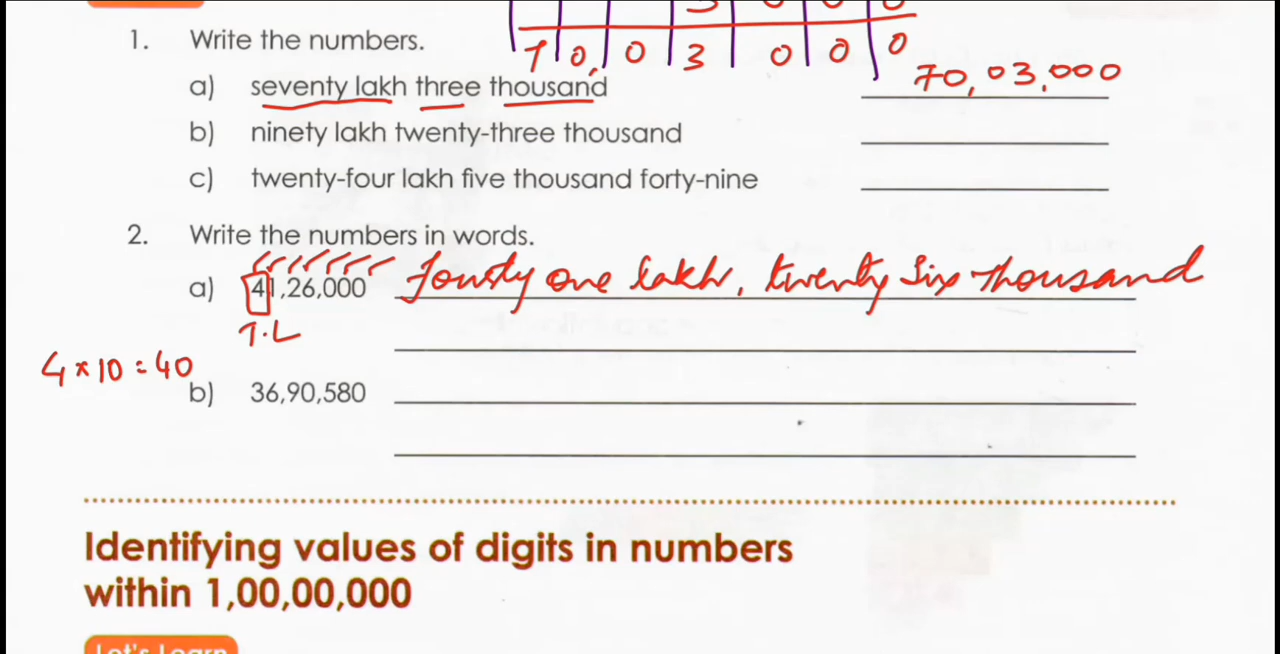 1. Write the numbers.
7 0, 0 3 0 0 0
a) seventy lakh three thousand 70,03,000
b) ninety lakh twenty-three thousand
c) twenty-four lakh five thousand forty-nine
2. Write the numbers in words.
a) 41,26,000 fourty one lakh, twenty six thousand
T.L
4 x 10 = 40
b) 36,90,580
Identifying values of digits in numbers
within 1,00,00,000
Let's Learn